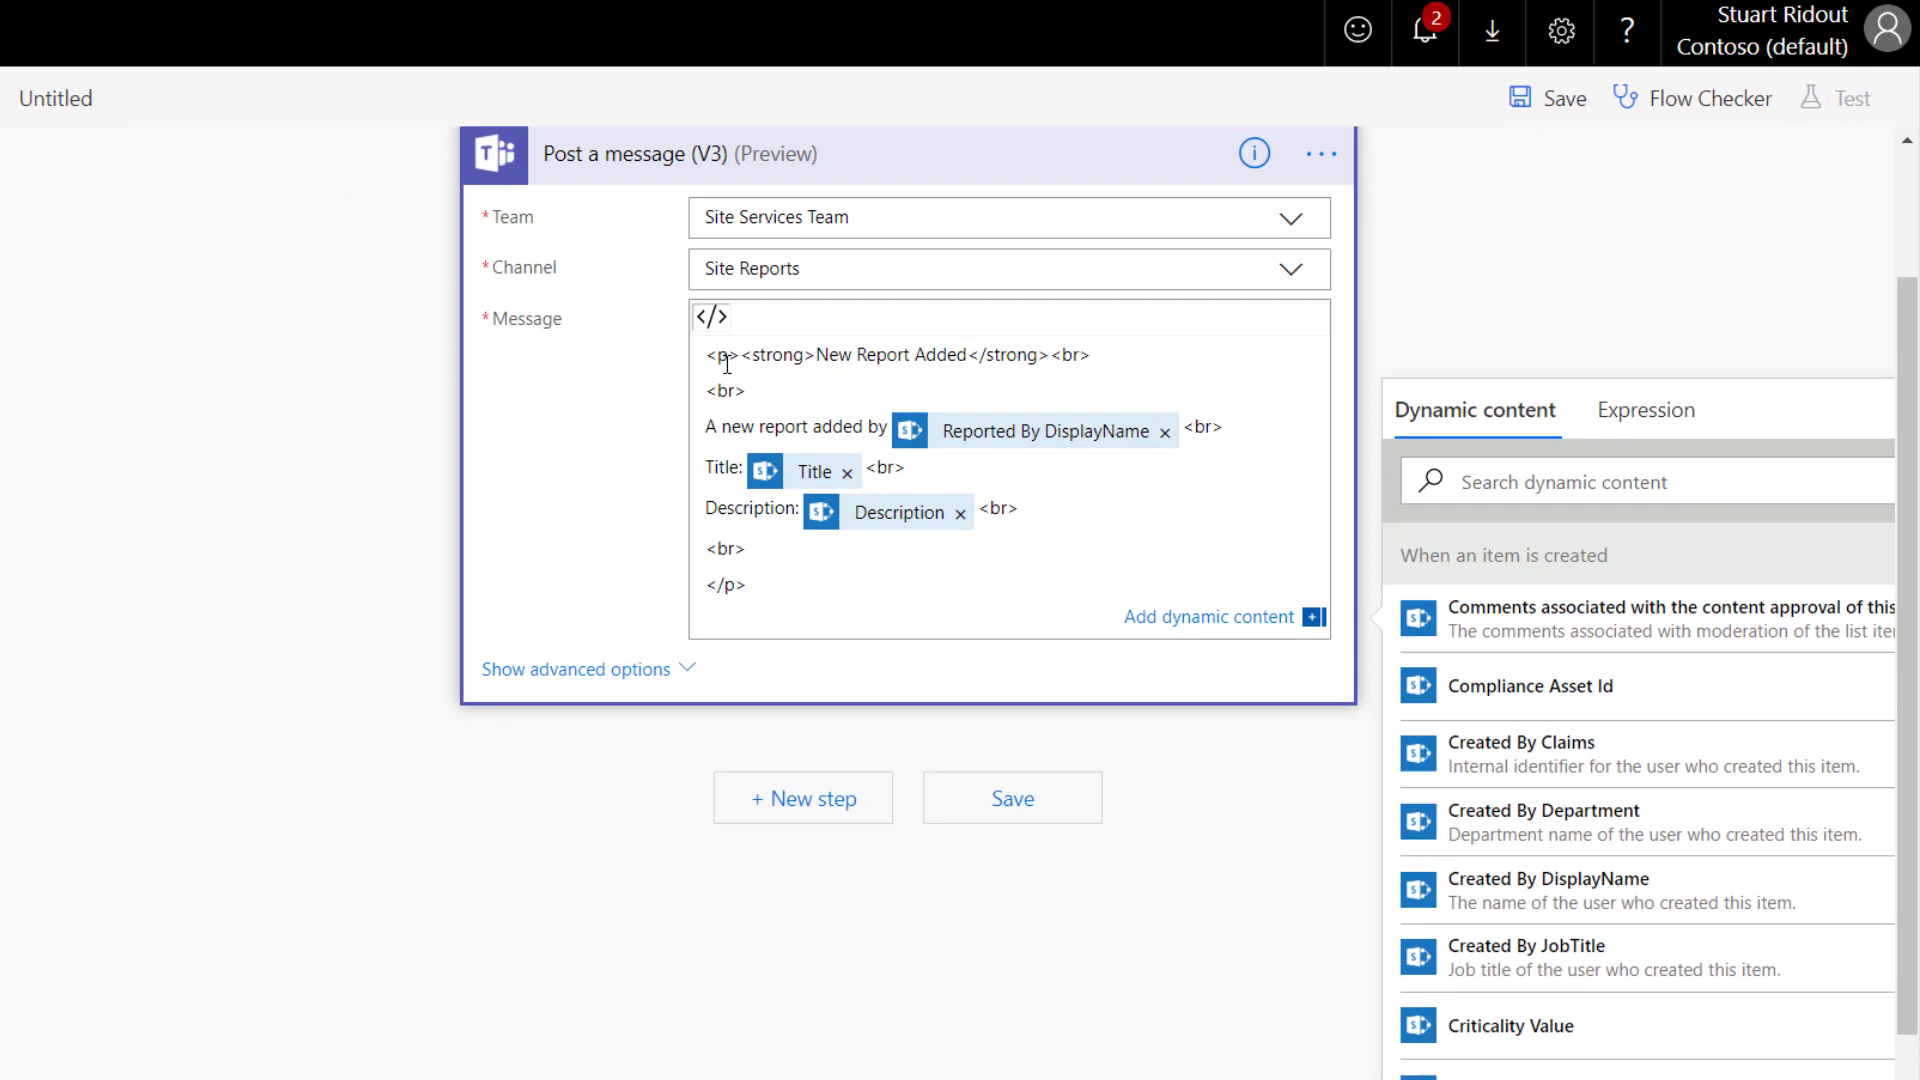 Stuart Ridout
2
Contoso (default)
Untitled
Save
Flow Checker
Test
Post a message (V3) (Preview)
* Team
Site Services Team
* Channel
Site Reports
* Message
</>
<p><strong>New Report Added</strong><br>
<br>
A new report added by Reported By DisplayName × <br>
Title: Title × <br>
Description: Description × <br>
<br>
</p>
Add dynamic content
Show advanced options
+ New step
Save
Dynamic content
Expression
Search dynamic content
When an item is created
Comments associated with the content approval of this
The comments associated with moderation of the list
Compliance Asset Id
Created By Claims
Internal identifier for the user who created this item.
Created By Department
Department name of the user who created this item.
Created By DisplayName
The name of the user who created this item.
Created By JobTitle
Job title of the user who created this item.
Criticality Value